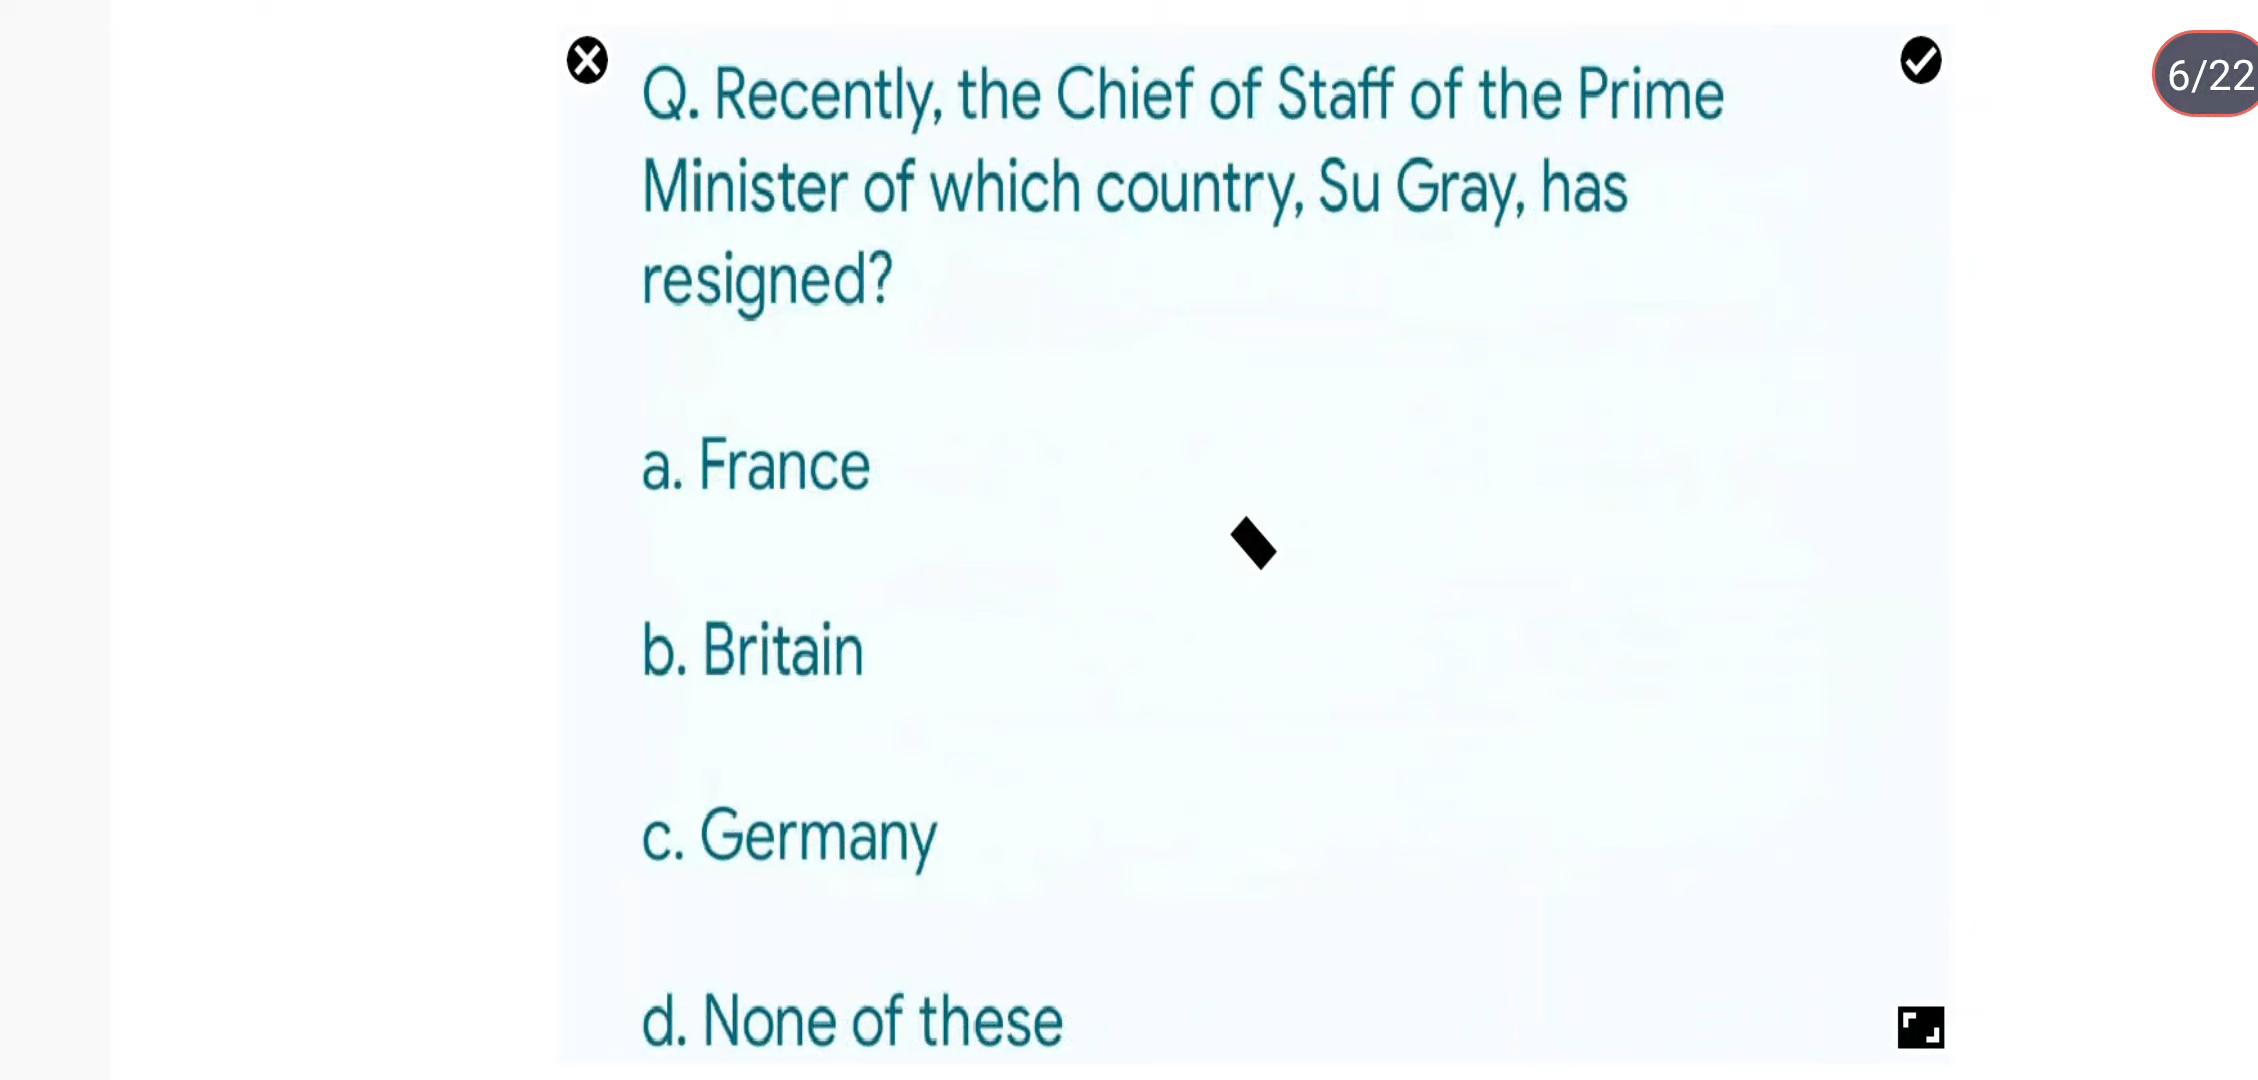 Q. Recently, the Chief of Staff of the Prime
Minister of which country, Su Gray, has
resigned?
a. France
b. Britain
c. Germany
d. None of these
6/22